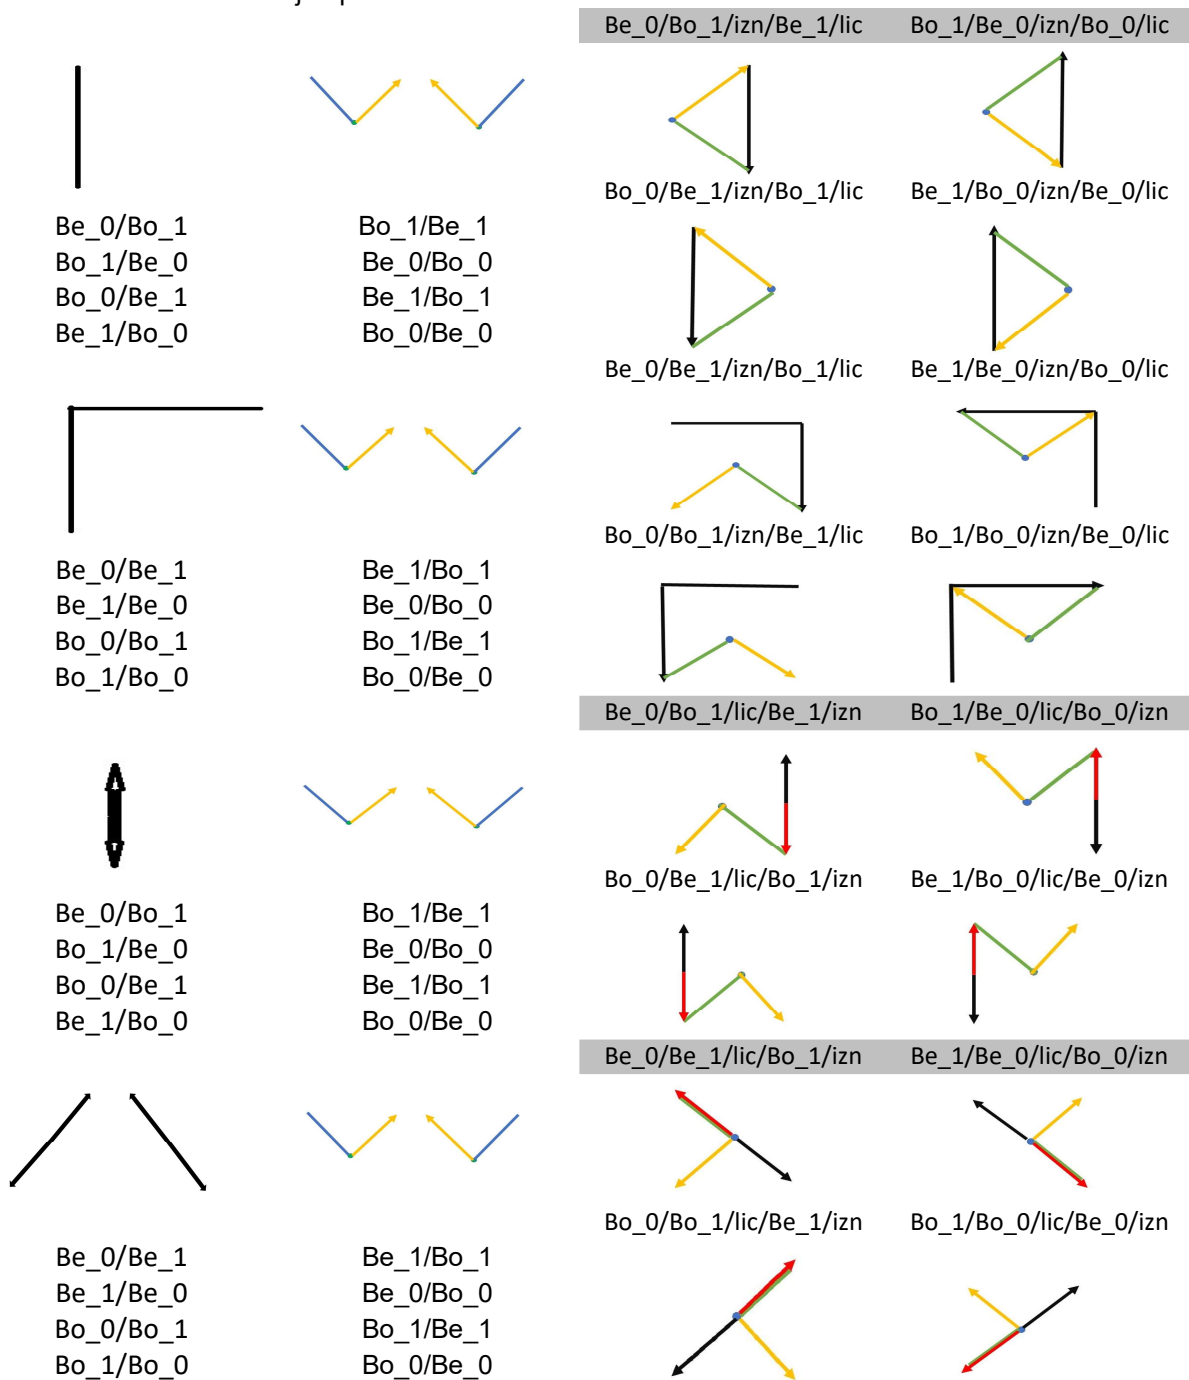 Be_0/Bo_1/izn/Be_1/lic Bo_1/Be_0/izn/Bo_0/lic
Bo_0/Be_1/izn/Bo_1/lic Be_1/Bo_0/izn/Be_0/lic
Be_0/Bo_1 Bo_1/Be_1
Bo_1/Be_0 Be_0/Bo_0
Bo_0/Be_1 Be_1/Bo_1
Be_1/Bo_0 Bo_0/Be_0
Be_0/Be_1/izn/Bo_1/lic Be_1/Be_0/izn/Bo_0/lic
Bo_0/Bo_1/izn/Be_1/lic Bo_1/Bo_0/izn/Be_0/lic
Be_0/Be_1 Be_1/Bo_1
Be_1/Be_0 Be_0/Bo_0
Bo_0/Bo_1 Bo_1/Be_1
Bo_1/Bo_0 Bo_0/Be_0
Be_0/Bo_1/lic/Be_1/izn Bo_1/Be_0/lic/Bo_0/izn
Bo_0/Be_1/lic/Bo_1/izn Be_1/Bo_0/lic/Be_0/izn
Be_0/Bo_1 Bo_1/Be_1
Bo_1/Be_0 Be_0/Bo_0
Bo_0/Be_1 Be_1/Bo_1
Be_1/Bo_0 Bo_0/Be_0
Be_0/Be_1/lic/Bo_1/izn Be_1/Be_0/lic/Bo_0/izn
Bo_0/Bo_1/lic/Be_1/izn Bo_1/Bo_0/lic/Be_0/izn
Be_0/Be_1 Be_1/Bo_1
Be_1/Be_0 Be_0/Bo_0
Bo_0/Bo_1 Bo_1/Be_1
Bo_1/Bo_0 Bo_0/Be_0